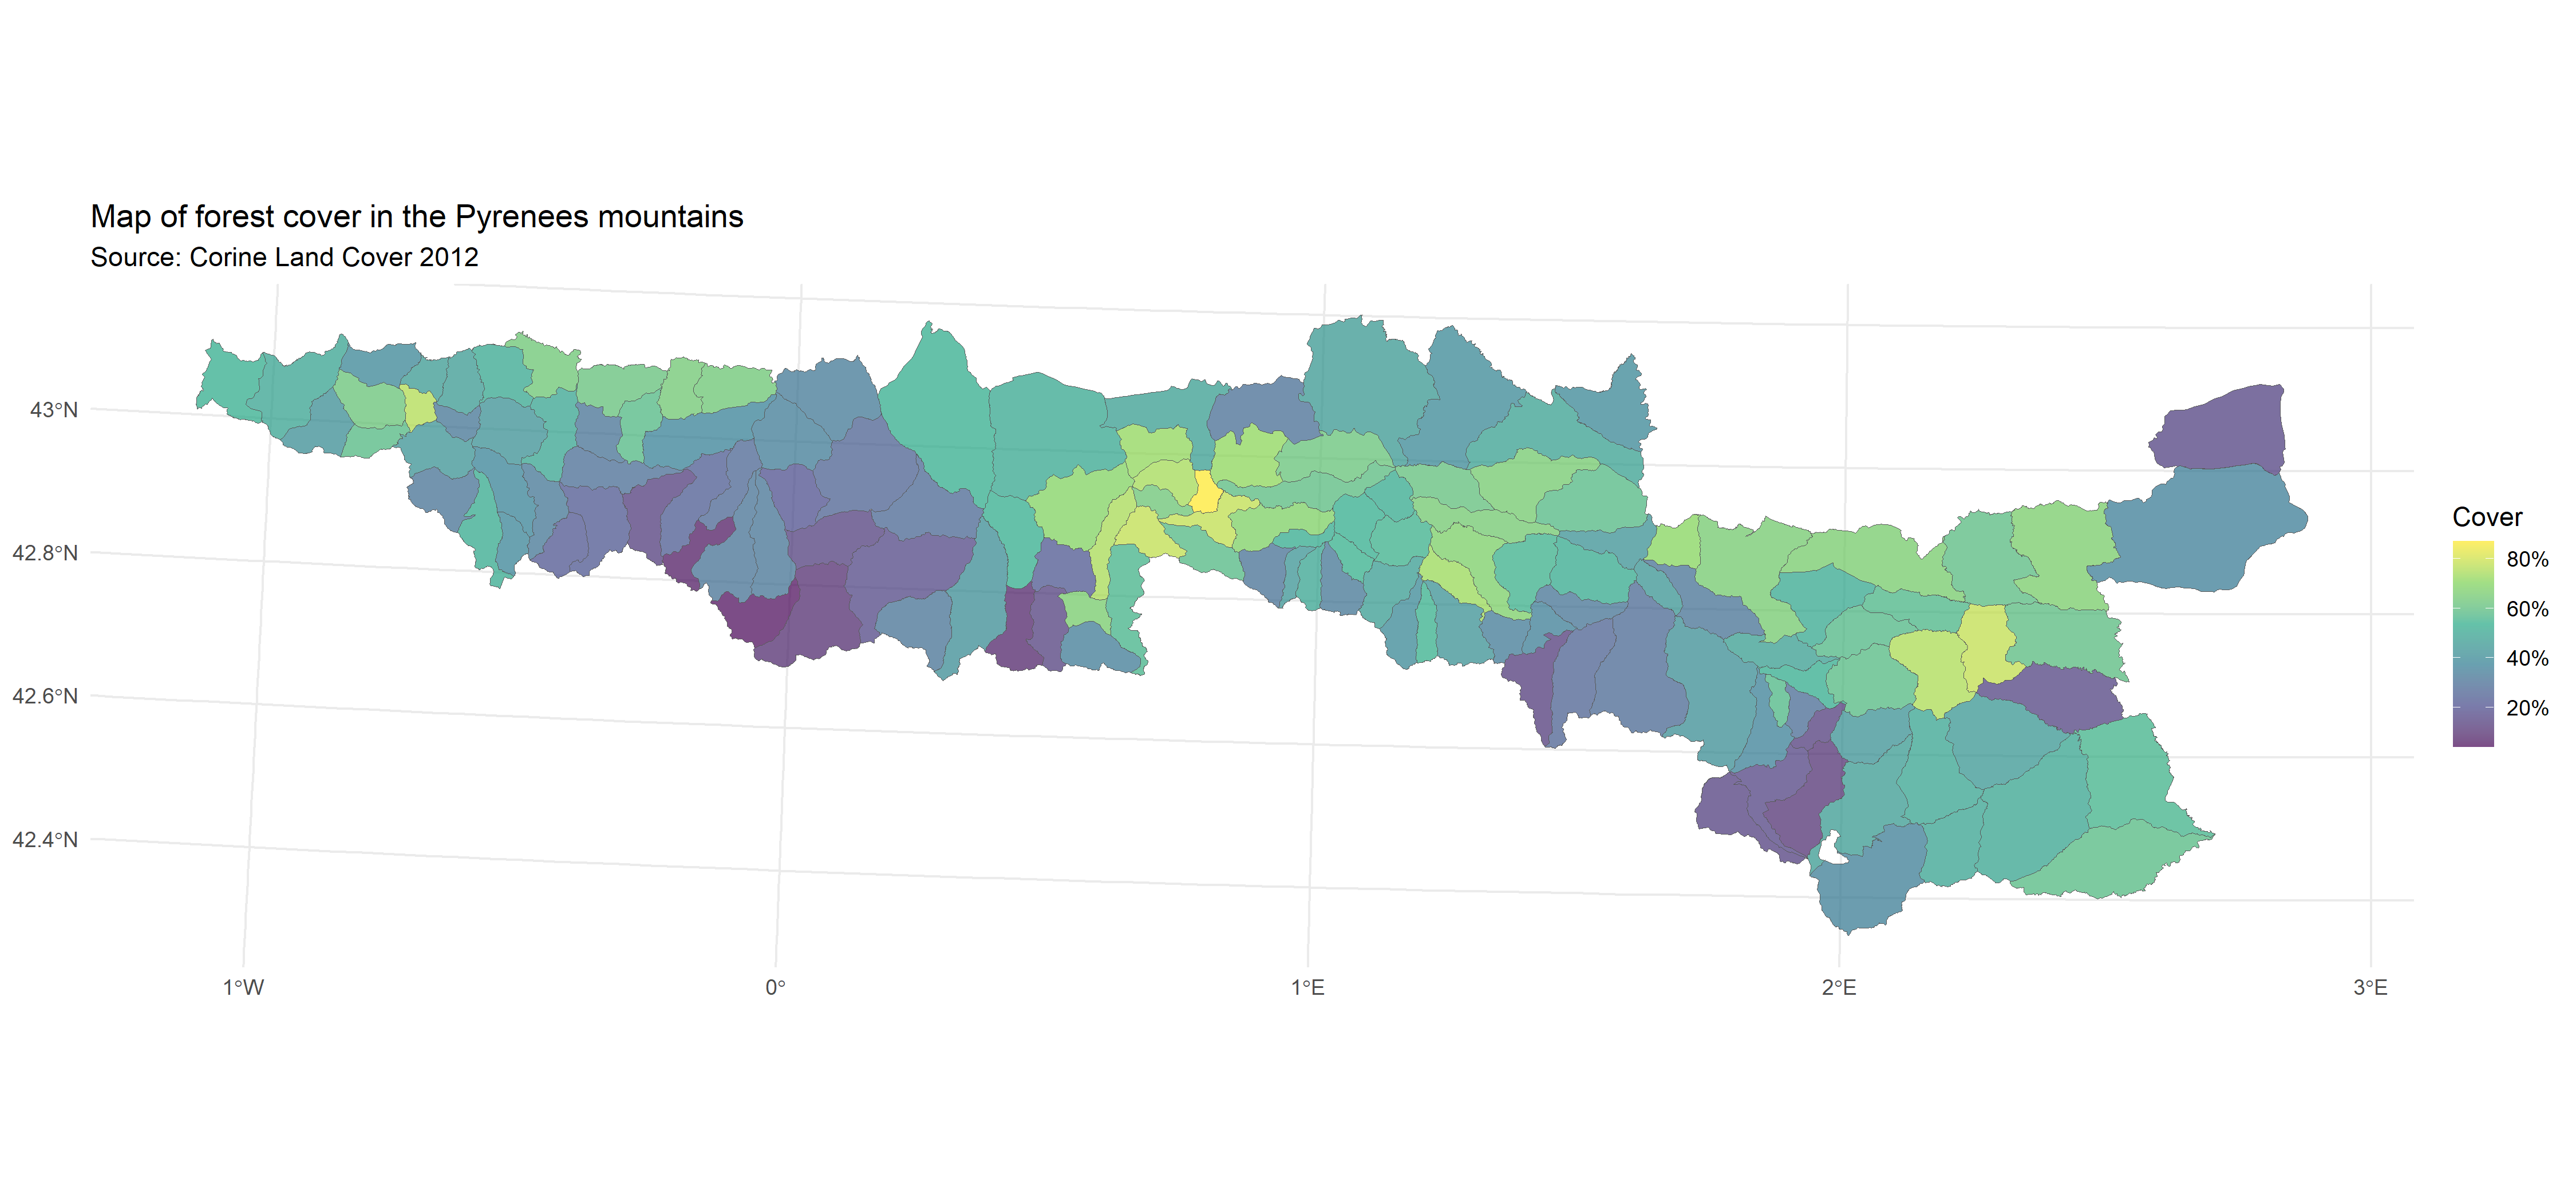 Map of forest cover in the Pyrenees mountains
Source: Corine Land Cover 2012
43°N
42.8°N
42.6°N
42.4°N
1°W
0°
1°E
2°E
3°E
Cover
80%
60%
40%
20%